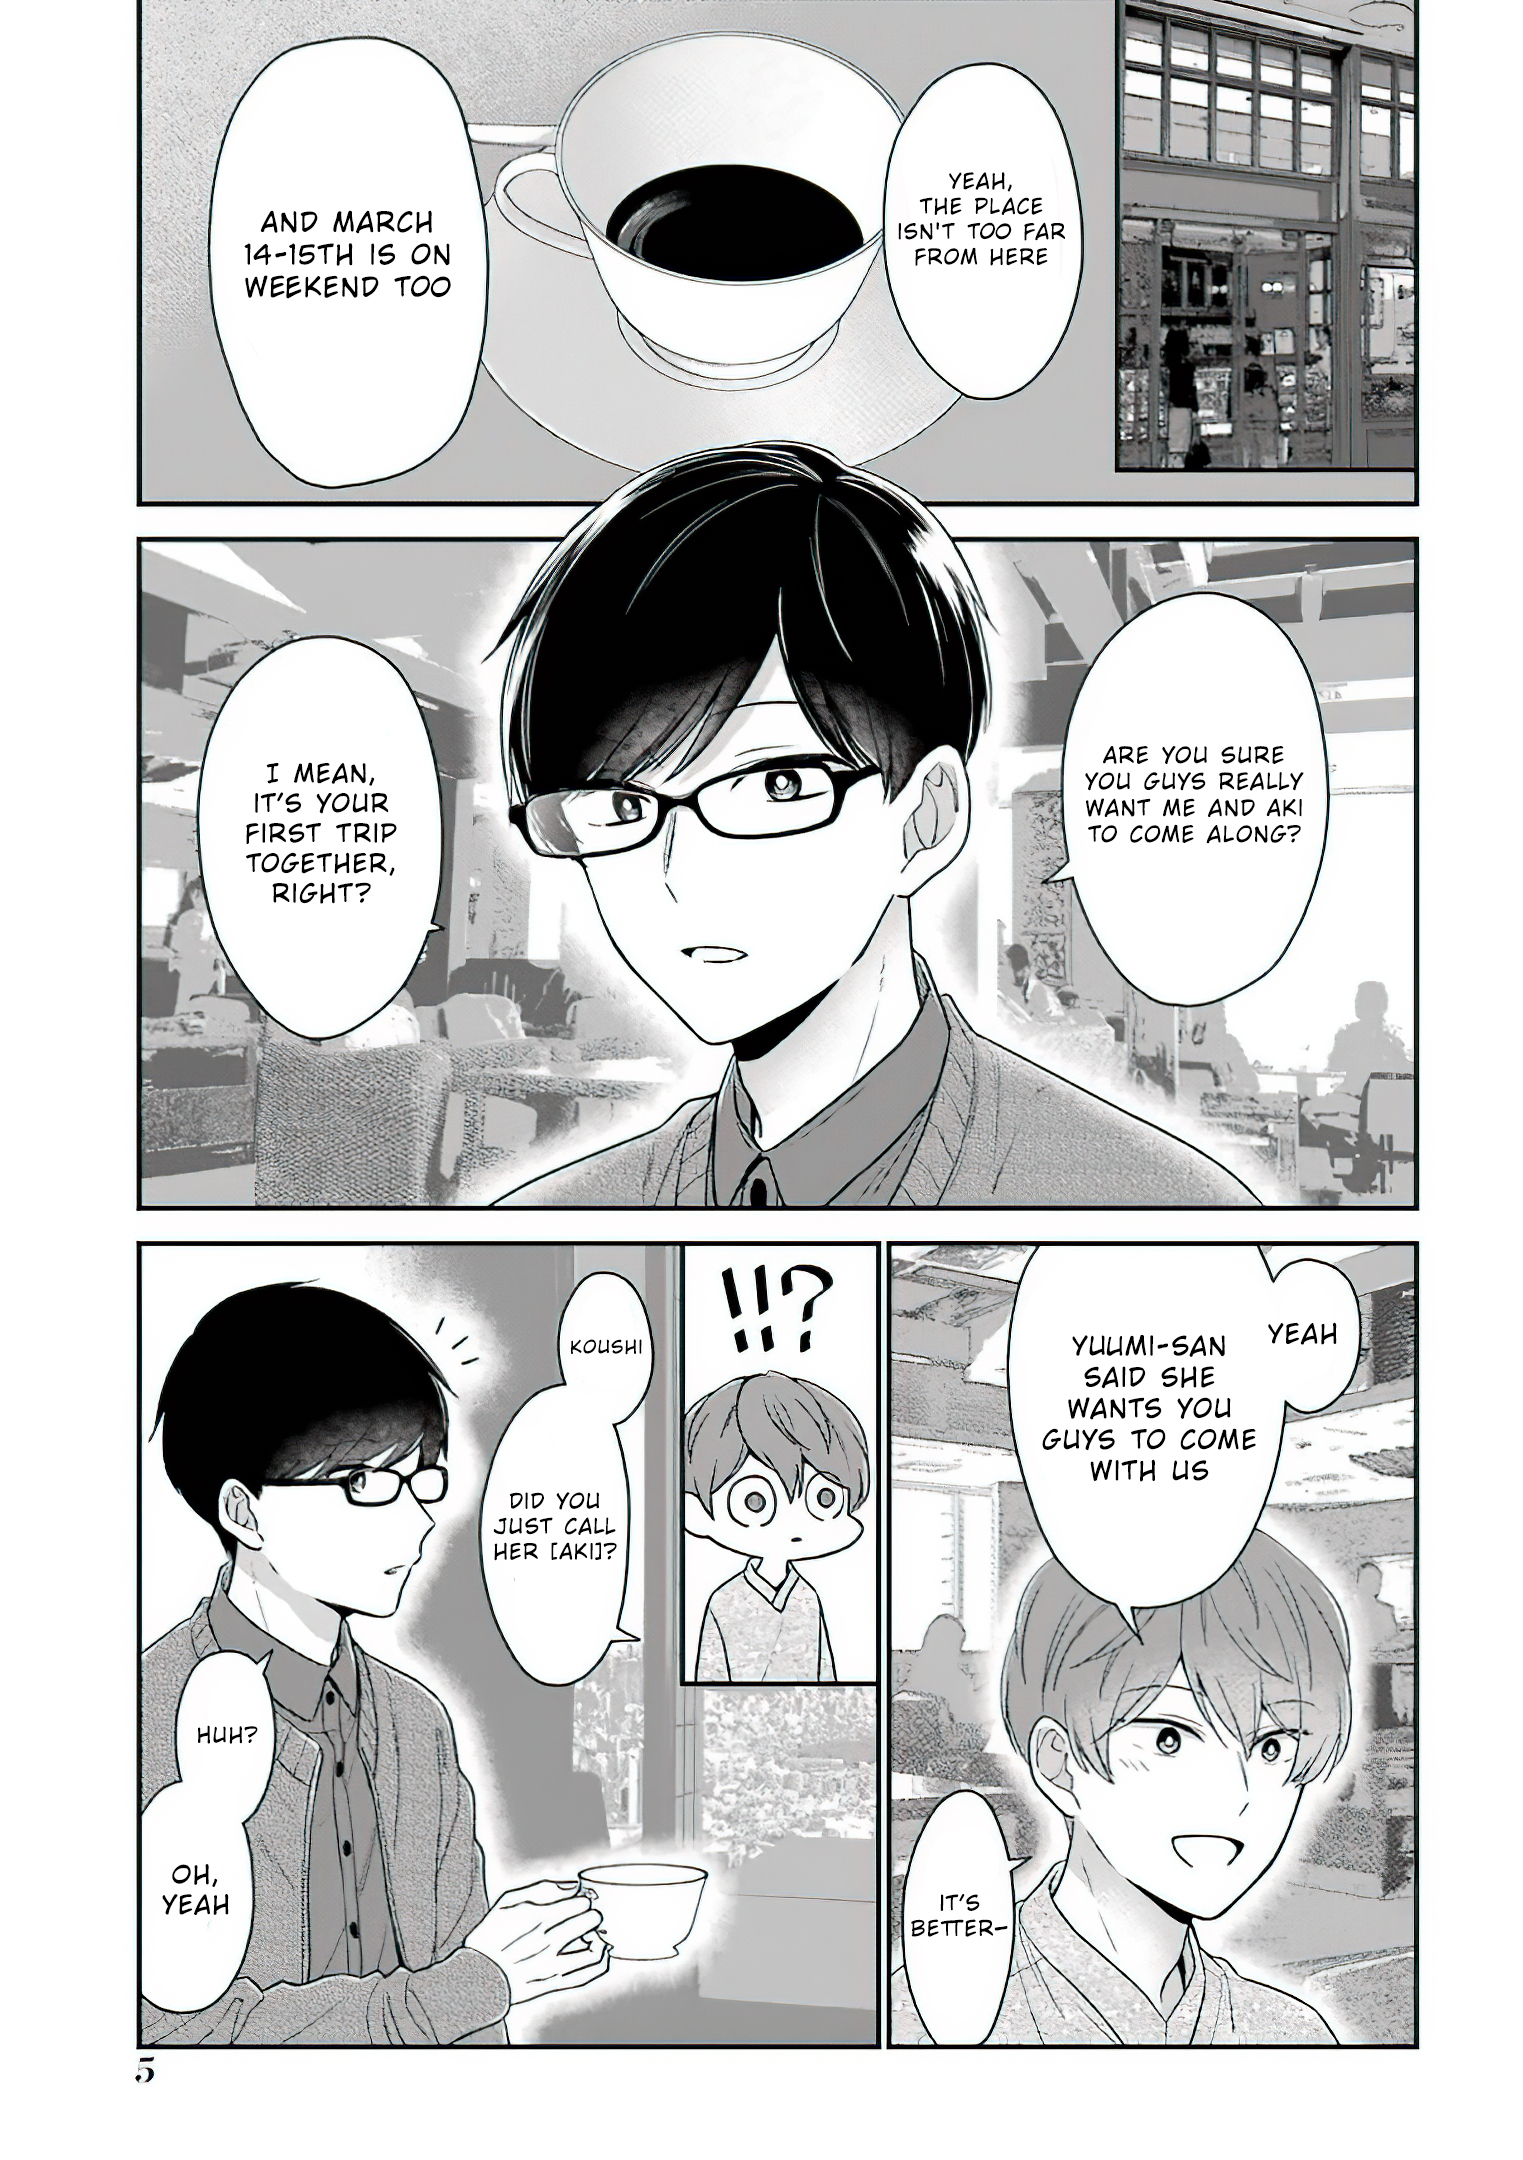 YEAH,
THE PLACE
ISN'T TOO FAR
FROM HERE
AND MARCH
14-15TH IS ON
WEEKEND TOO
ARE YOU SURE
YOU GUYS REALLY
WANT ME AND AKI
TO COME ALONG?
I MEAN,
IT'S YOUR
FIRST TRIP
TOGETHER,
RIGHT?
YEAH
YUUMI-SAN
SAID SHE
WANTS YOU
GUYS TO COME
WITH US
IT'S
BETTER-
!!?
KOUSHI
DID YOU
JUST CALL
HER [AKI]?
HUH?
OH,
YEAH
5